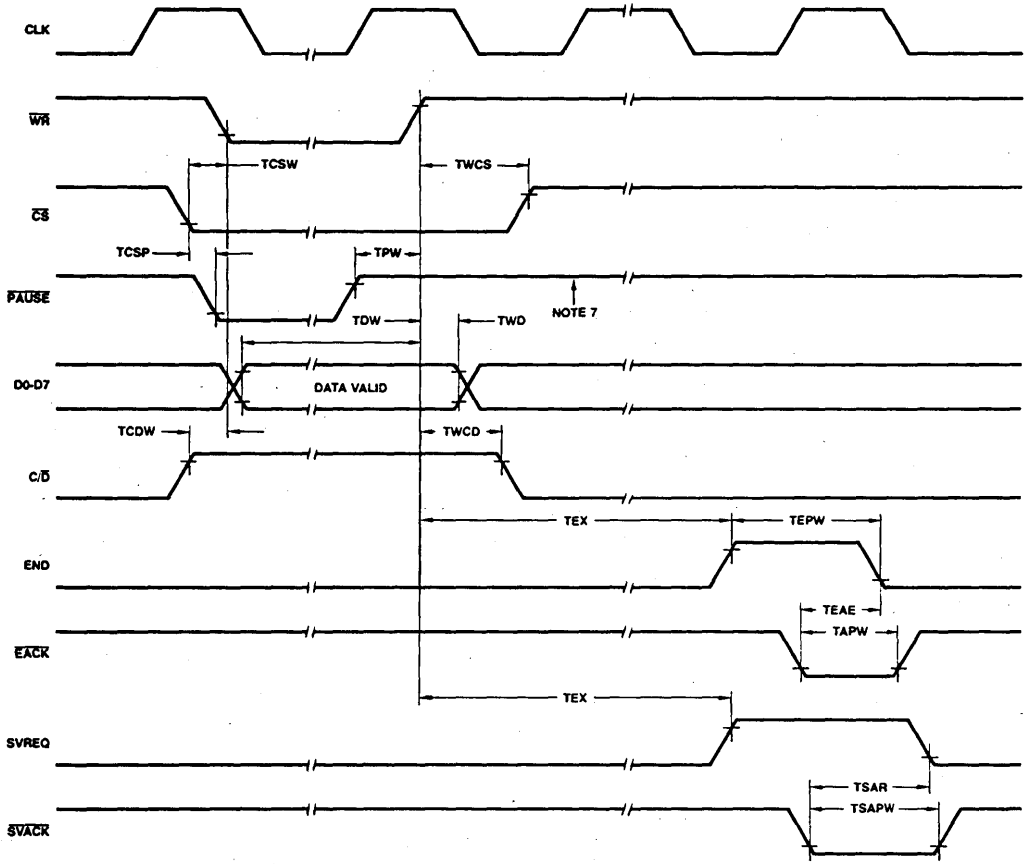 CLK
WR
TCSW
TWCS
CS
TCSP
TPW
PAUSE
NOTE 7
TDW
TWD
D0-D7
DATA VALID
TCDW
TWCD
C/D
TEX
TEPW
END
TEAE
TAPW
EACK
TEX
SVREQ
TSAR
TSAPW
SVACK